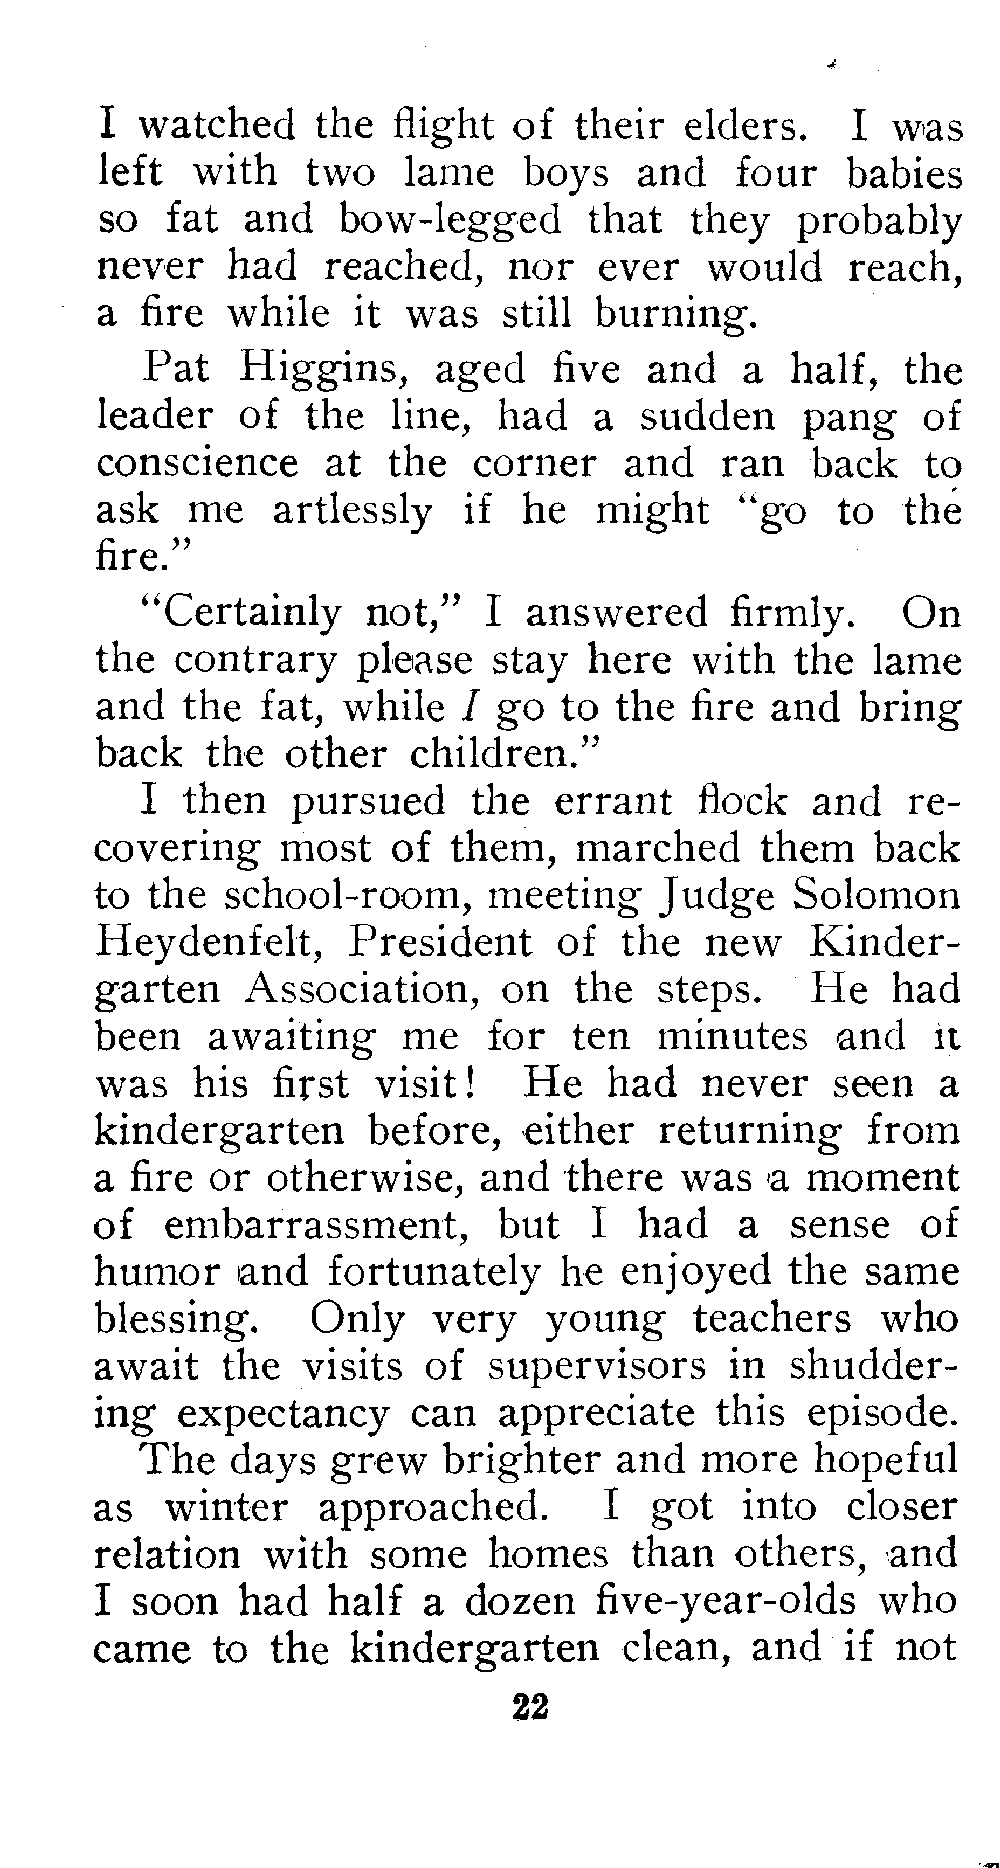 I watched the flight of their elders. I was
left with two lame boys and four babies
so fat and bow-legged that they probably
never had reached, nor ever would reach,
a fire while it was still burning.
Pat Higgins, aged five and a half, the
leader of the line, had a sudden pang of
conscience at the corner and ran back to
ask me artlessly if he might “go to the
fire.”
“Certainly not,” I answered firmly. On
the contrary please stay here with the lame
and the fat, while I go to the fire and bring
back the other children.”
I then pursued the errant flock and re-
covering most of them, marched them back
to the school-room, meeting Judge Solomon
Heydenfelt, President of the new Kinder-
garten Association, on the steps. He had
been awaiting me for ten minutes and it
was his first visit! He had never seen a
kindergarten before, either returning from
a fire or otherwise, and there was a moment
of embarrassment, but I had a sense of
humor and fortunately he enjoyed the same
blessing. Only very young teachers who
await the visits of supervisors in shudder-
ing expectancy can appreciate this episode.
The days grew brighter and more hopeful
as winter approached. I got into closer
relation with some homes than others, and
I soon had half a dozen five-year-olds who
came to the kindergarten clean, and if not
22